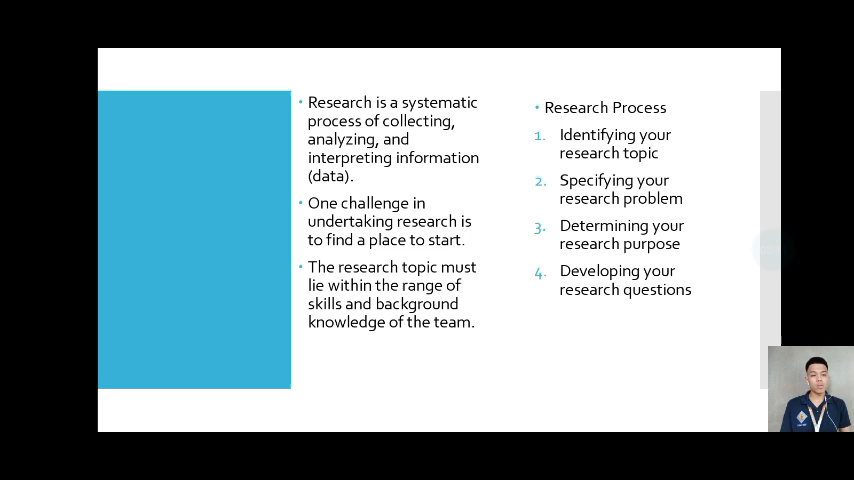 • Research is a systematic
process of collecting,
analyzing, and
interpreting information
(data).
• One challenge in
undertaking research is
to find a place to start.
• The research topic must
lie within the range of
skills and background
knowledge of the team.
• Research Process
1. Identifying your
research topic
2. Specifying your
research problem
3. Determining your
research purpose
4. Developing your
research questions